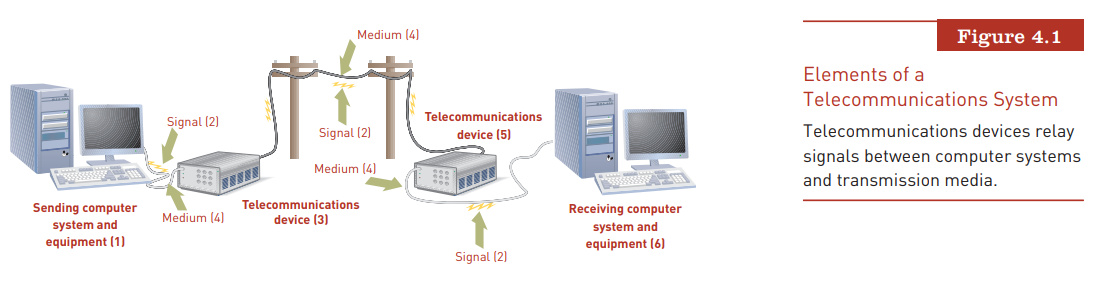 Medium (4)
Signal (2)
Signal (2)
Telecommunications
device (5)
Medium (4)
Sending computer
system and
equipment (1)
Medium (4)
Telecommunications
device (3)
Signal (2)
Receiving computer
system and
equipment (6)
Figure 4.1
Elements of a
Telecommunications System
Telecommunications devices relay
signals between computer systems
and transmission media.